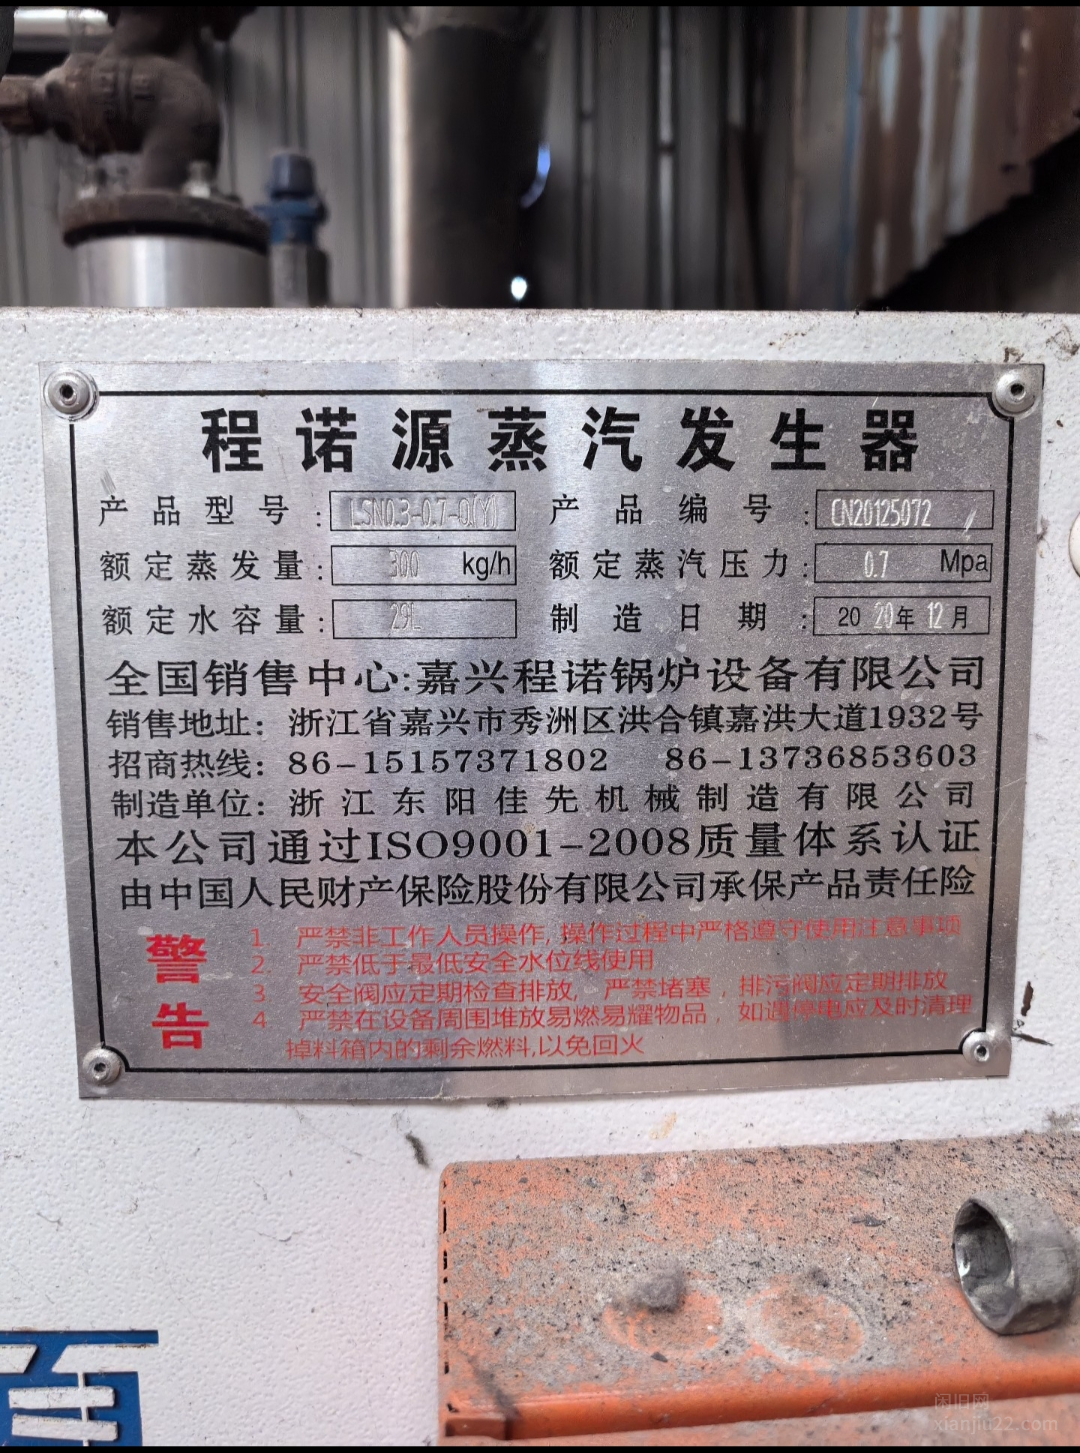 程诺源蒸汽发生器
产品型号: LSN0.3-0.7-Q(Y) 产品编号: CN20125072
额定蒸发量: 300 kg/h 额定蒸汽压力: 0.7 Mpa
额定水容量: 29L 制造日期: 2020年12月
全国销售中心:嘉兴程诺锅炉设备有限公司
销售地址: 浙江省嘉兴市秀洲区洪合镇嘉洪大道1932号
招商热线: 86-15157371802 86-13736853603
制造单位: 浙江东阳佳先机械制造有限公司
本公司通过ISO9001-2008质量体系认证
由中国人民财产保险股份有限公司承保产品责任险
警告
1. 严禁非工作人员操作,操作过程中严格遵守使用注意事项
2. 严禁低于最低安全水位线使用
3 安全阀应定期检查排放, 严禁堵塞, 排污阀应定期排放
4 严禁在设备周围堆放易燃易耀物品, 如遇停电应及时清理
掉料箱内的剩余燃料,以免回火
闲旧网
xianjiu22.com